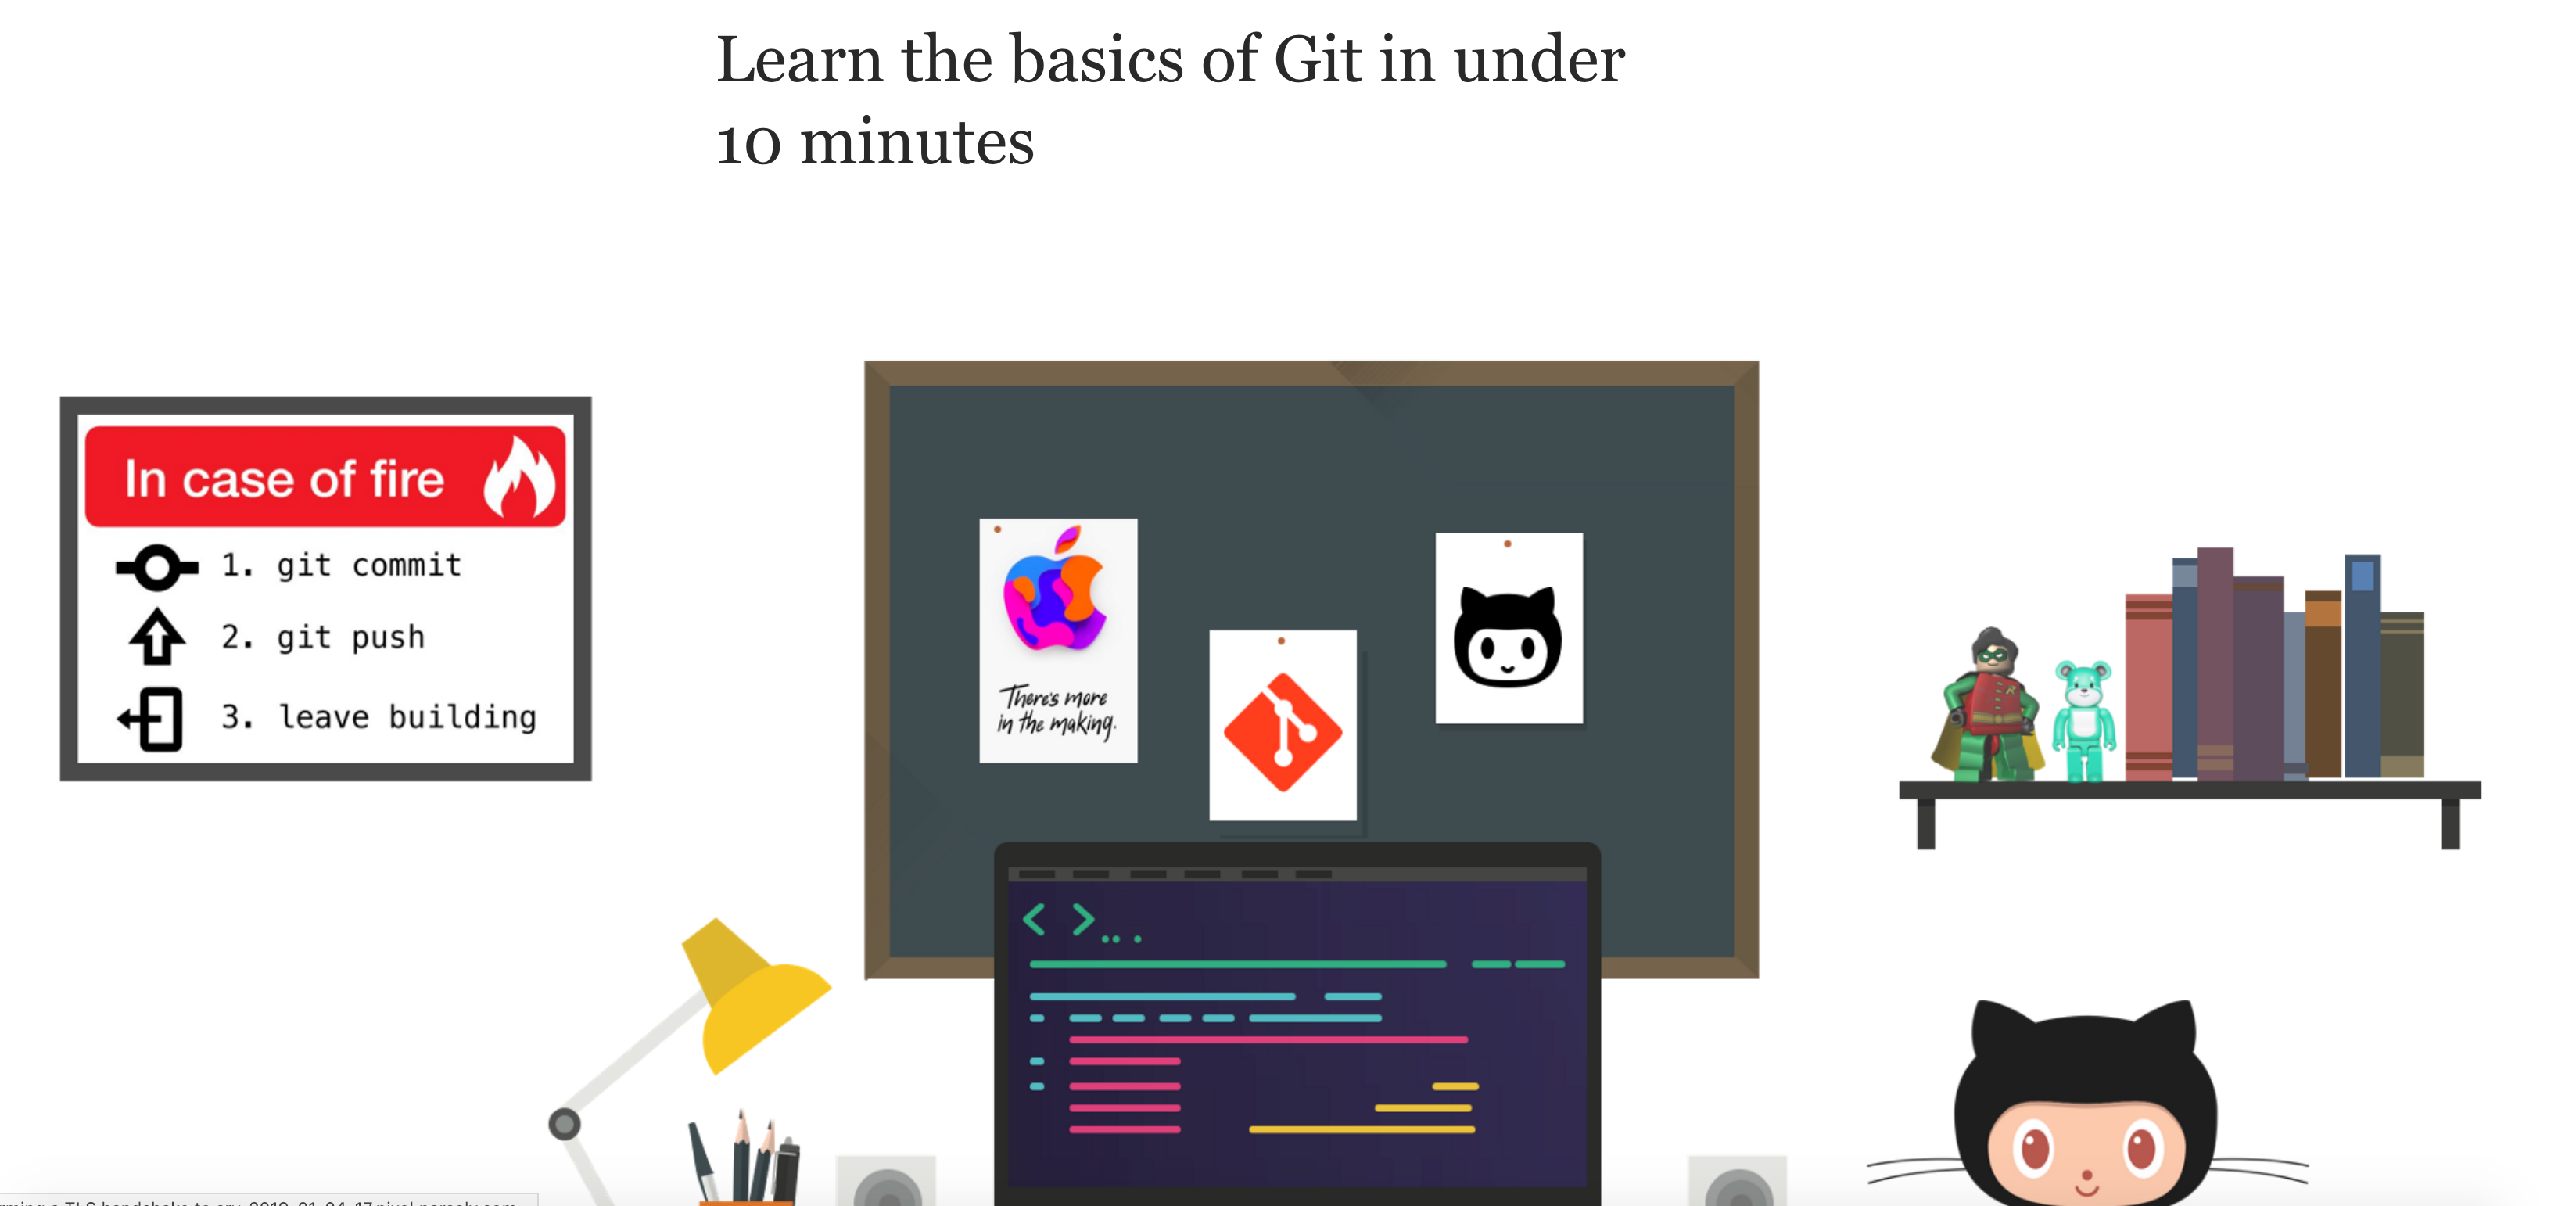 Learn the basics of Git in under
10 minutes
In case of fire
1. git commit
2. git push
3. leave building
There's more
in the making.
R
< >